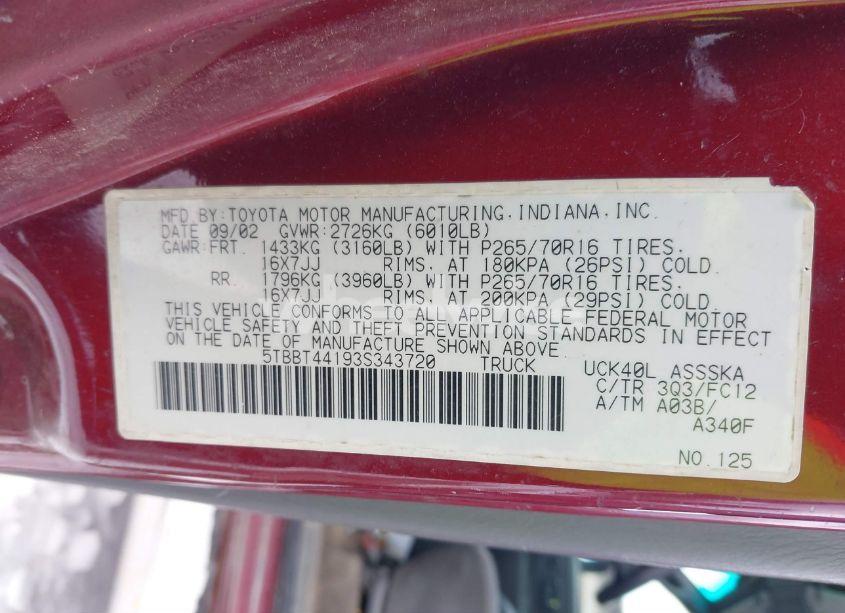 MFD.BY:TOYOTA MOTOR MANUFACTURING,INDIANA,INC.
DATE 09/02 GVWR:2726KG (6010LB)
GAWR:FRT. 1433KG (3160LB) WITH P265/70R16 TIRES.
16X7JJ RIMS, AT 180KPA (26PSI) COLD.
RR. 1796KG (3960LB) WITH P265/70R16 TIRES.
16X7JJ RIMS, AT 200KPA (29PSI) COLD.
THIS VEHICLE CONFORMS TO ALL APPLICABLE FEDERAL MOTOR
VEHICLE SAFETY AND THEFT PREVENTION STANDARDS IN EFFECT
ON THE DATE OF MANUFACTURE SHOWN ABOVE.
5TBBT44193S343720 TRUCK UCK40L ASSSKA
C/TR 3Q3/FC12
A/TM A03B/
A340F
NO.125